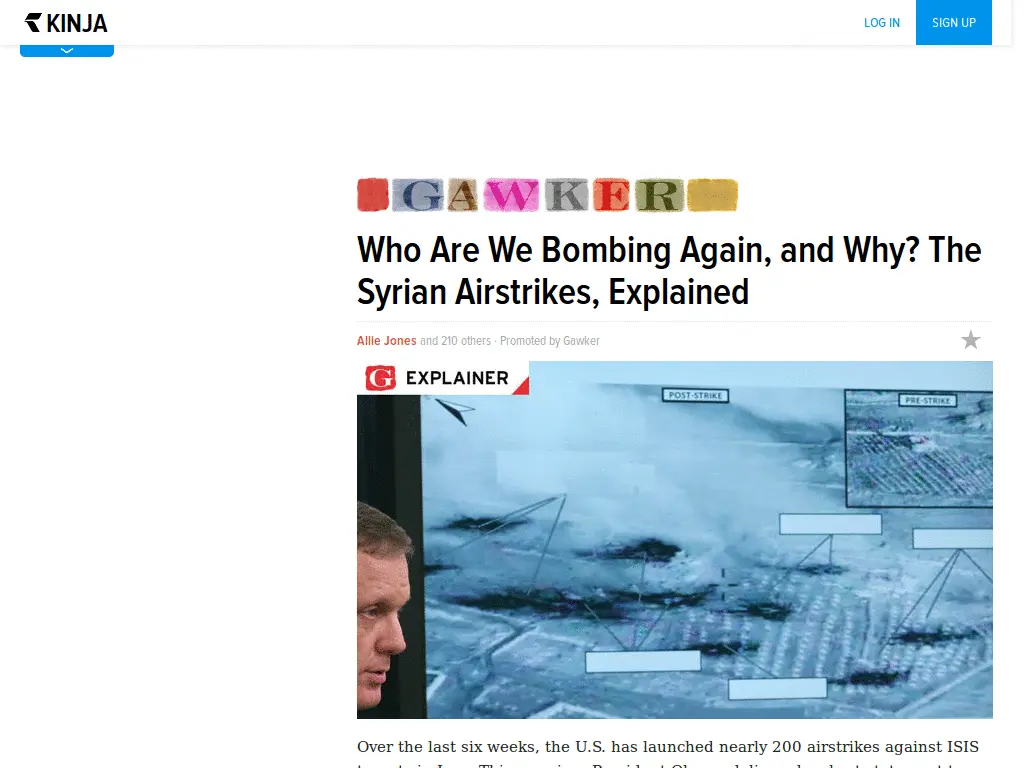 KINJA
LOG IN
SIGN UP
GAWKER
Who Are We Bombing Again, and Why? The
Syrian Airstrikes, Explained
Allie Jones and 210 others · Promoted by Gawker
G EXPLAINER
POST-STRIKE
PRE-STRIKE
Over the last six weeks, the U.S. has launched nearly 200 airstrikes against ISIS